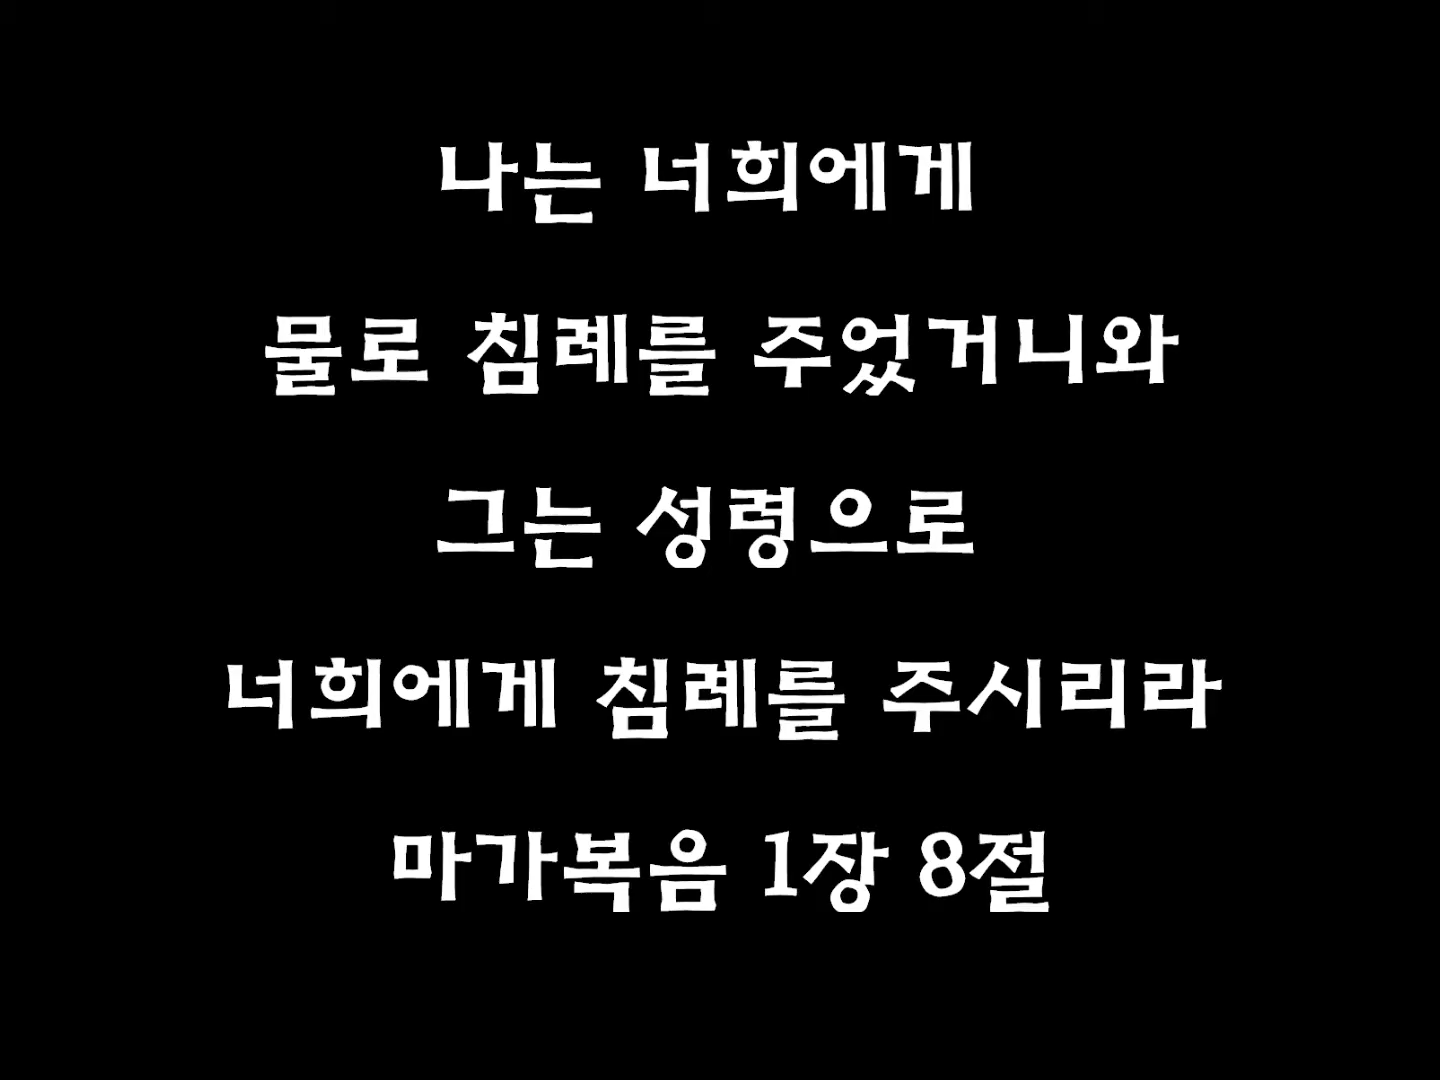 나는 너희에게
물로 침례를 주었거니와
그는 성령으로
너희에게 침례를 주시리라
마가복음 1장 8절